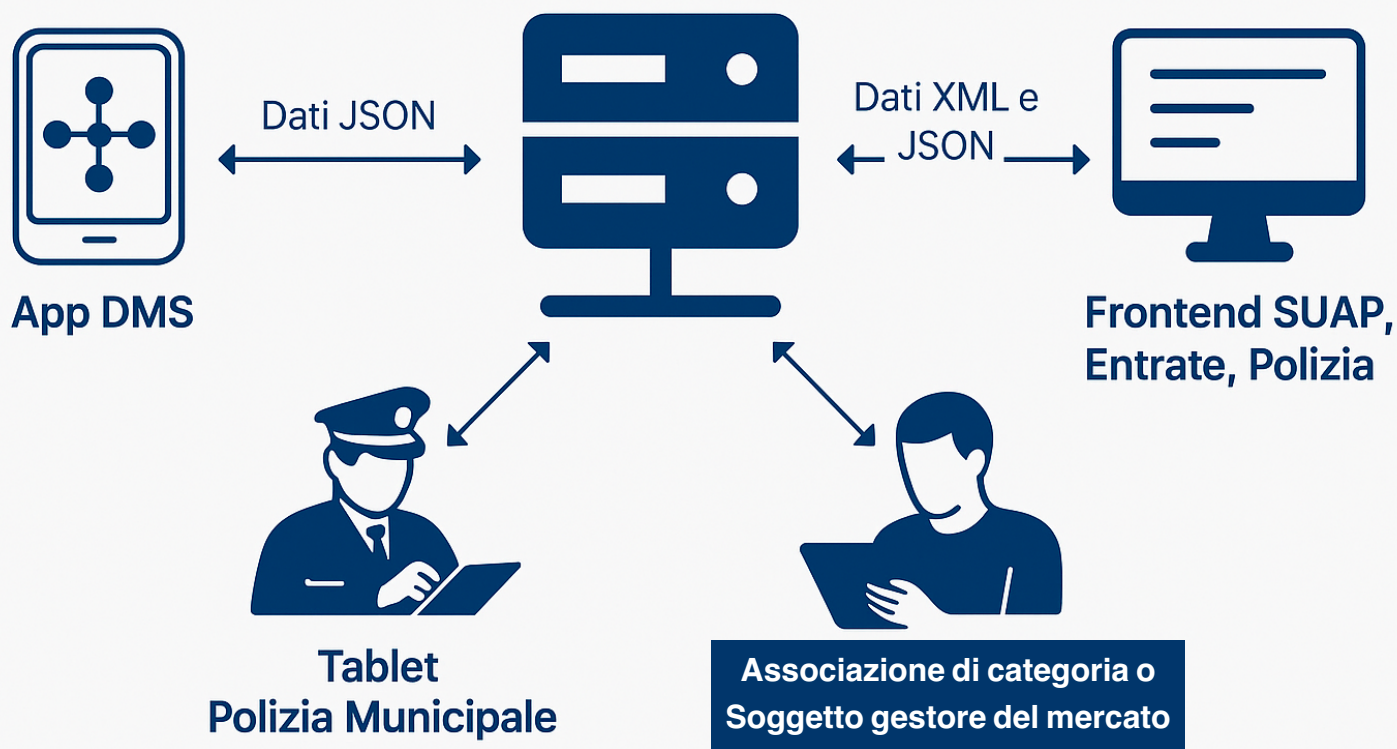 Dati JSON
Dati XML e
JSON
App DMS
Frontend SUAP,
Entrate, Polizia
Tablet
Polizia Municipale
Associazione di categoria o
Soggetto gestore del mercato